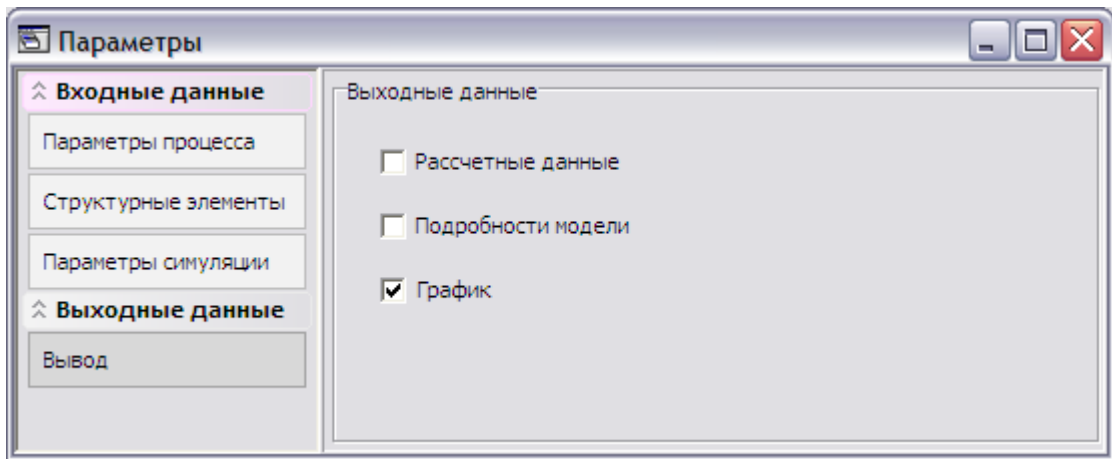 Параметры
Входные данные
Параметры процесса
Структурные элементы
Параметры симуляции
Выходные данные
Вывод
Выходные данные
Рассчетные данные
Подробности модели
График